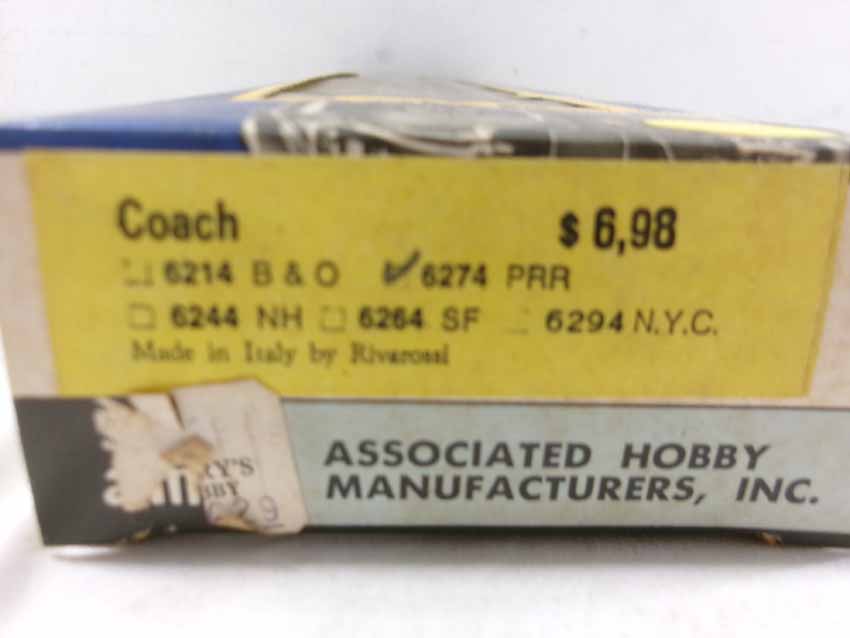 Coach $ 6,98
6214 B & O 6274 PRR
6244 NH 6264 SF 6294 N.Y.C.
Made in Italy by Rivarossi
ASSOCIATED HOBBY
MANUFACTURERS, INC.